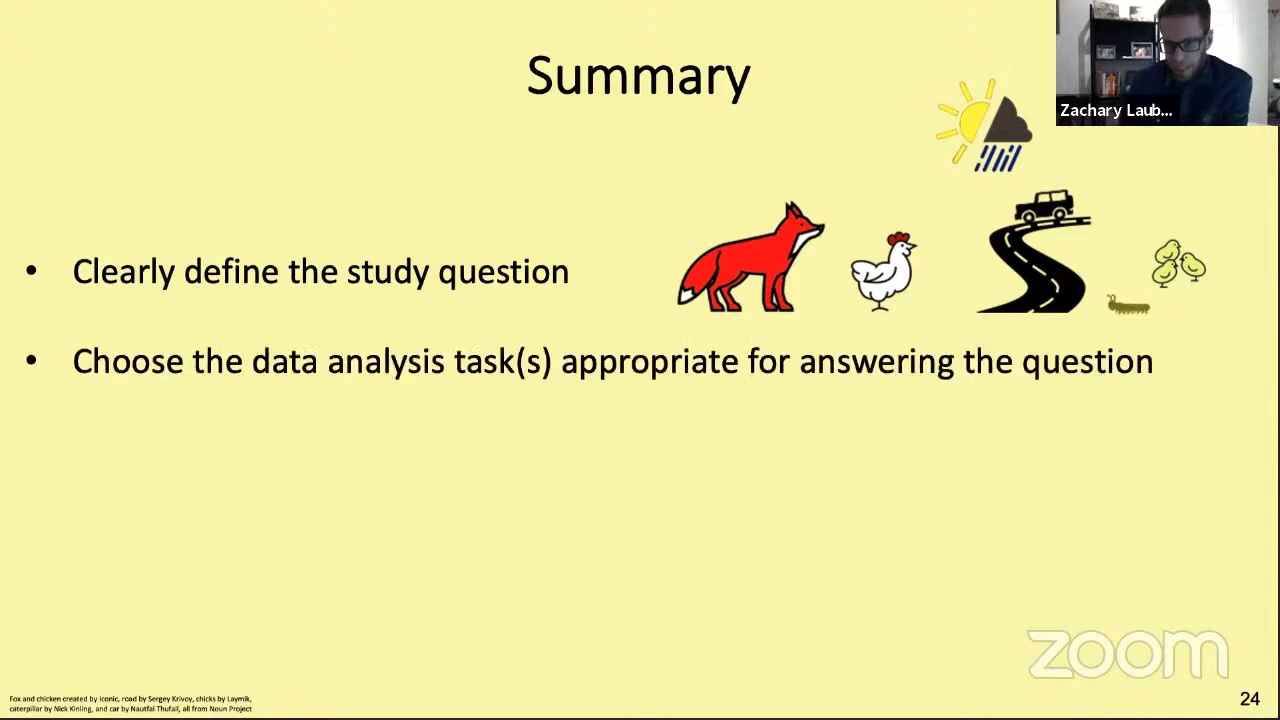 Summary
Zachary Laub...
• Clearly define the study question
• Choose the data analysis task(s) appropriate for answering the question
zoom
Fox and chicken created by Iconic, road by Sergey Krivoy, chicks by Laymik,
caterpillar by Nick Kinling, and car by Nautfal Thufail, all from Noun Project
24